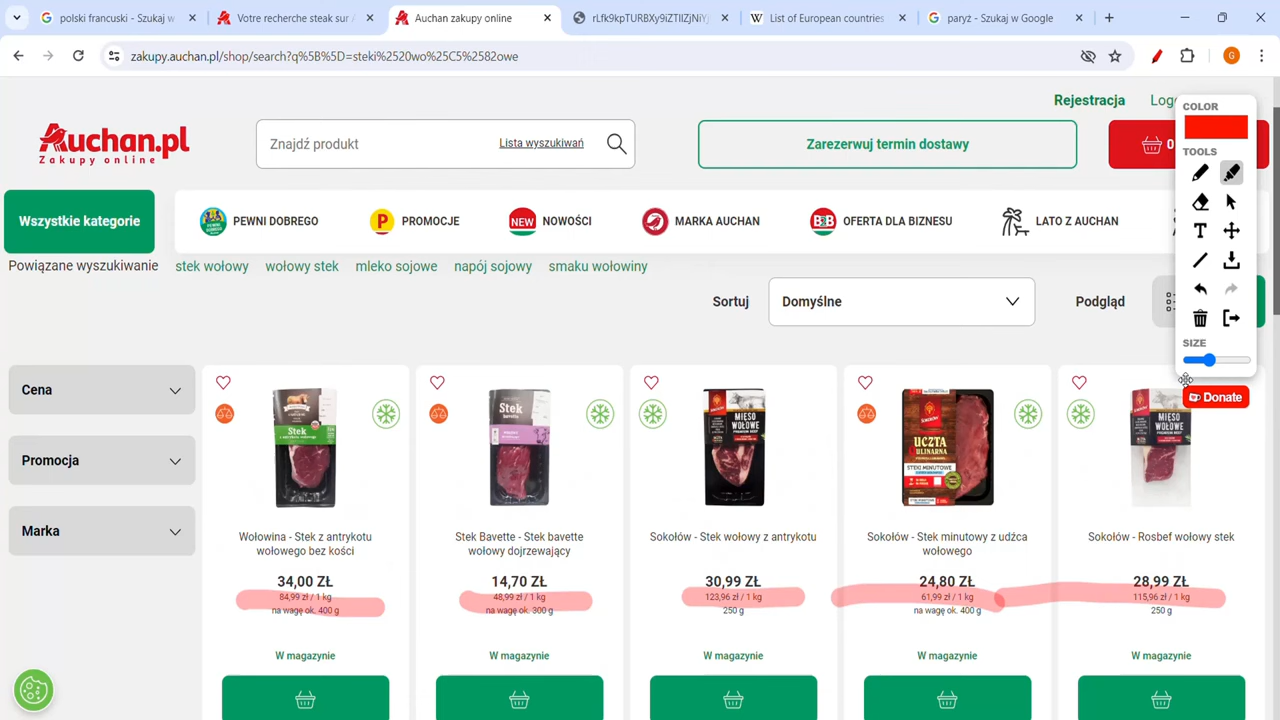 polski francuski - Szukaj w
Votre recherche steak sur
Auchan zakupy online
rLfk9kpTURBXy9iZTllZjNiY
List of European countries
paryż - Szukaj w Google
zakupy.auchan.pl/shop/search?q%5B%5D=steki%2520wo%25C5%2582owe
G
Rejestracja
Auchan.pl
Zakupy online
Znajdź produkt
Lista wyszukiwań
Zarezerwuj termin dostawy
0
COLOR
TOOLS
T
SIZE
Donate
Wszystkie kategorie
PEWNI DOBREGO
P PROMOCJE
NEW NOWOŚCI
MARKA AUCHAN
B2B OFERTA DLA BIZNESU
LATO Z AUCHAN
Powiązane wyszukiwanie
stek wołowy
wołowy stek
mleko sojowe
napój sojowy
smaku wołowiny
Sortuj
Domyślne
Podgląd
Cena
Promocja
Marka
Stek
Stek
bavette
MIĘSO
WOŁOWE
UCZTA
KULINARNA
STEKI MINUTOWE
MIĘSO
WOŁOWE
Wołowina - Stek z antrykotu
wołowego bez kości
34,00 ZŁ
84,99 zł / 1 kg
na wagę ok. 400 g
W magazynie
Stek Bavette - Stek bavette
wołowy dojrzewający
14,70 ZŁ
48,99 zł / 1 kg
na wagę ok. 300 g
W magazynie
Sokołów - Stek wołowy z antrykotu
30,99 ZŁ
123,96 zł / 1 kg
250 g
W magazynie
Sokołów - Stek minutowy z udźca
wołowego
24,80 ZŁ
61,99 zł / 1 kg
na wagę ok. 400 g
W magazynie
Sokołów - Rosbef wołowy stek
28,99 ZŁ
115,96 zł / 1 kg
250 g
W magazynie